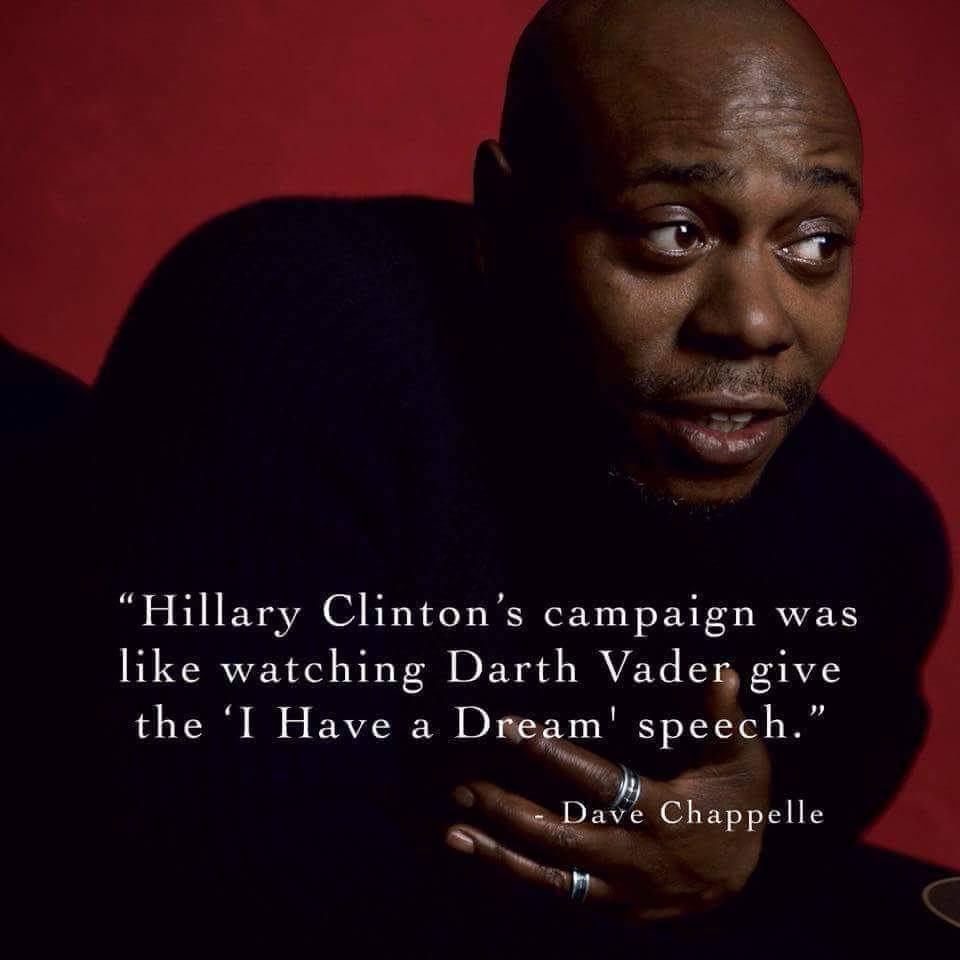 “Hillary Clinton’s campaign was
like watching Darth Vader give
the ‘I Have a Dream' speech.”
- Dave Chappelle